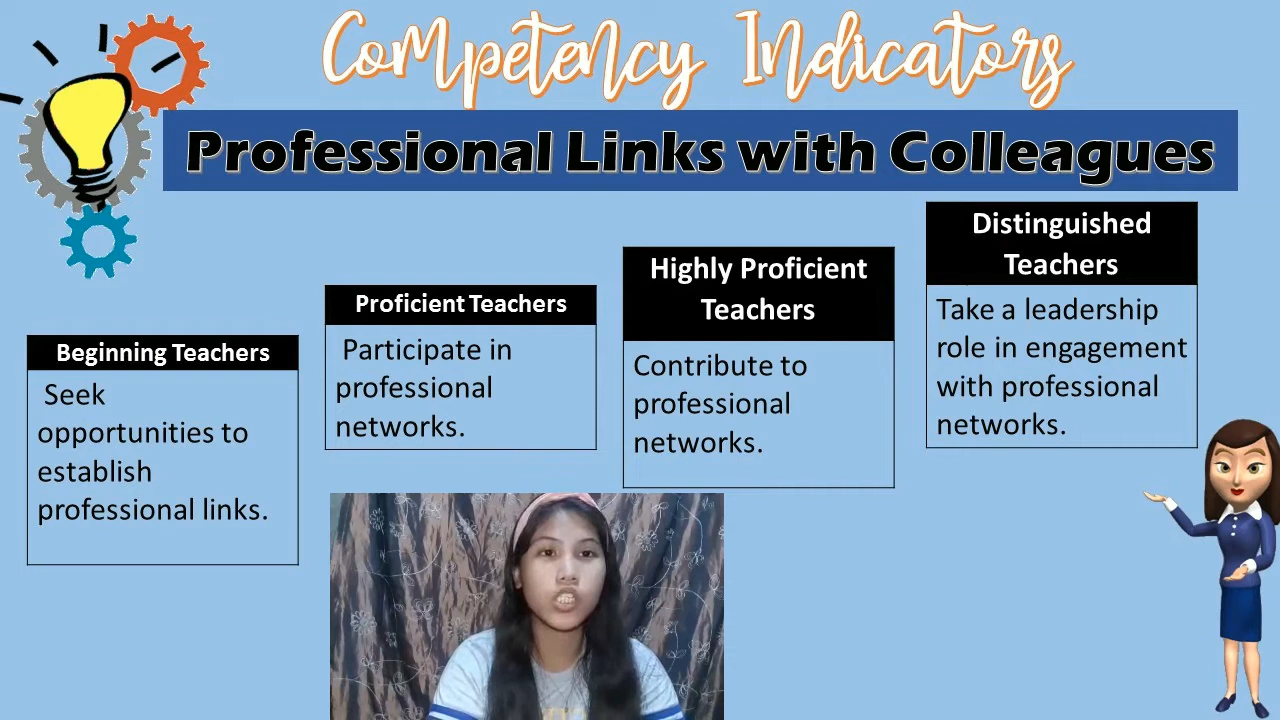 Competency Indicators
Professional Links with Colleagues
Beginning Teachers
Seek
opportunities to
establish
professional links.
Proficient Teachers
Participate in
professional
networks.
Highly Proficient
Teachers
Contribute to
professional
networks.
Distinguished
Teachers
Take a leadership
role in engagement
with professional
networks.